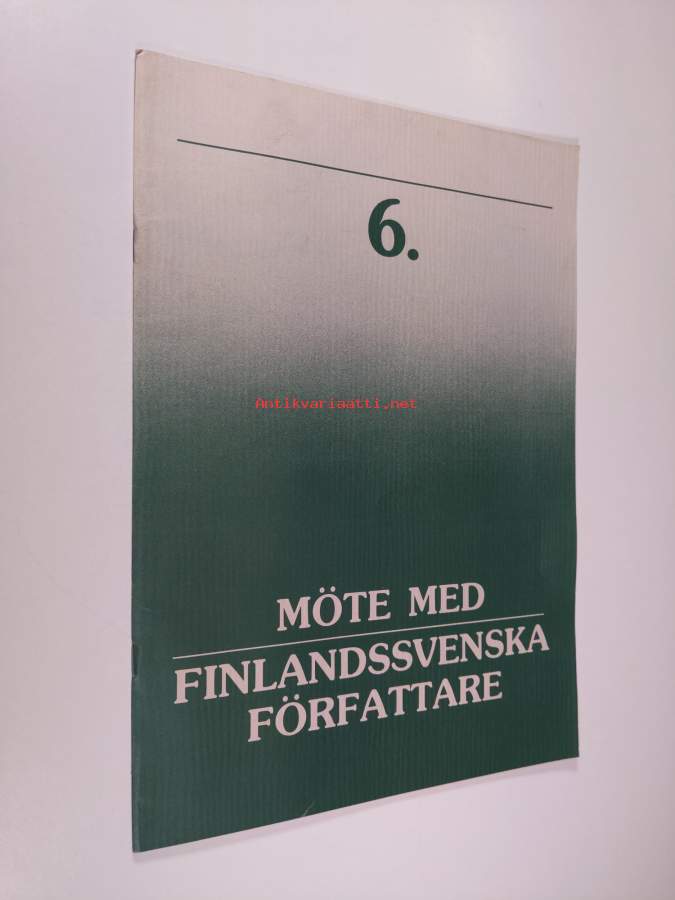 6.
Antikvariaatti.net
MÖTE MED
FINLANDSSVENSKA
FÖRFATTARE